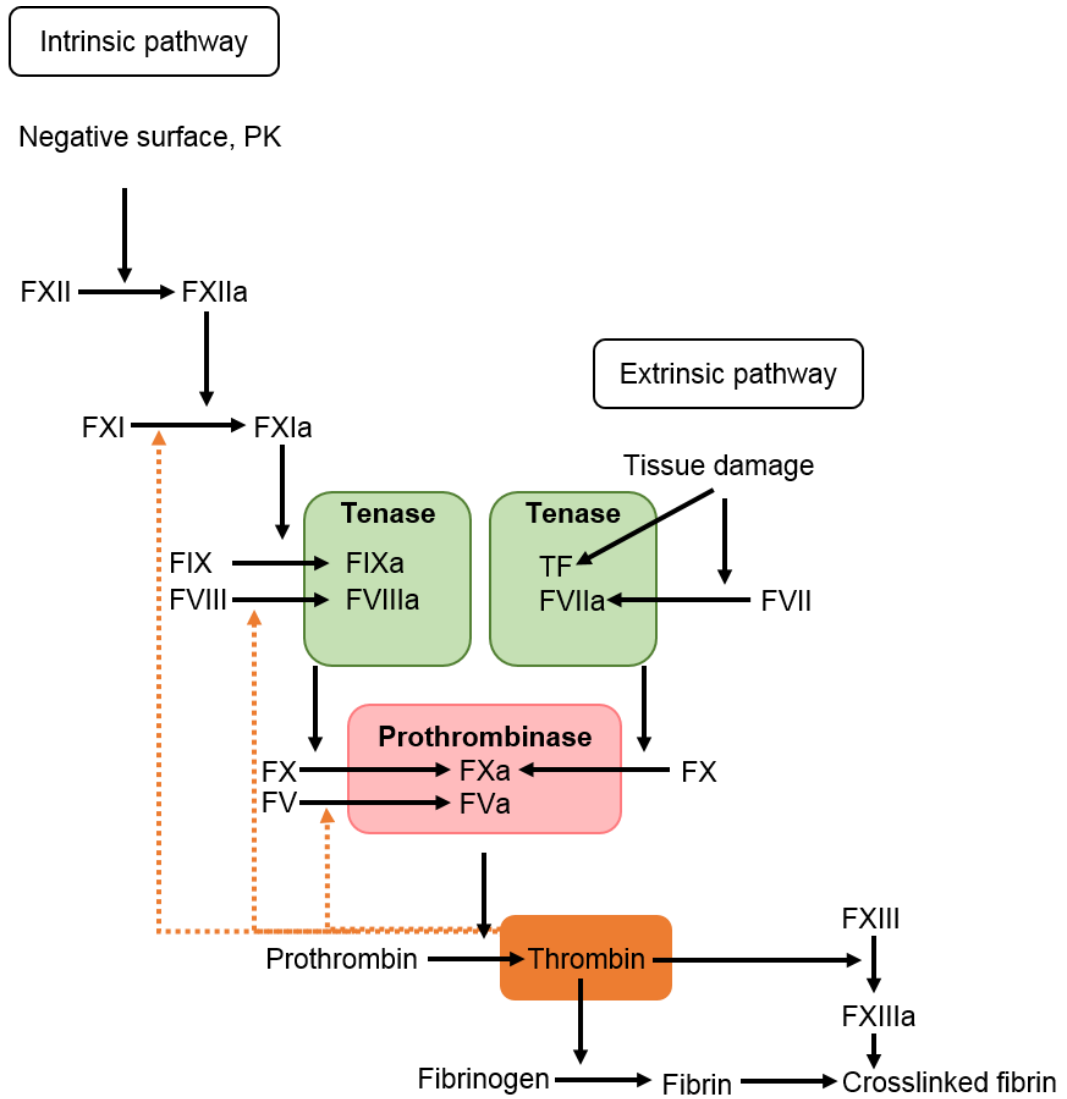 Intrinsic pathway
Negative surface, PK
FXII
FXIIa
Extrinsic pathway
FXI
FXIa
Tissue damage
Tenase
Tenase
FIX
FIXa
TF
FVIII
FVIIIa
FVIIa
FVII
Prothrombinase
FX
FXa
FX
FV
FVa
FXIII
Prothrombin
Thrombin
FXIIIa
Fibrinogen
Fibrin
Crosslinked fibrin